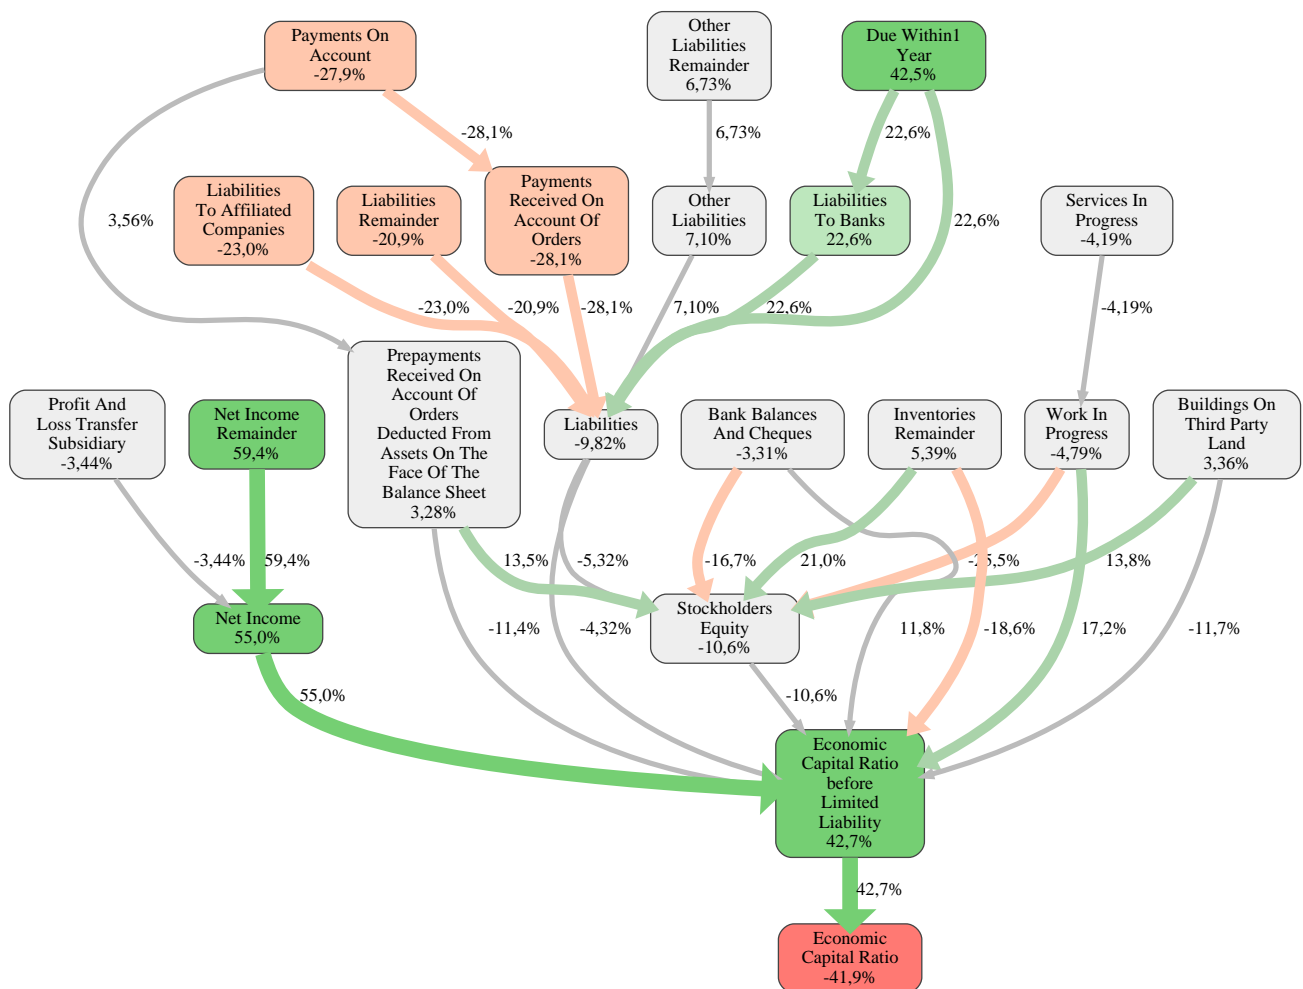 Payments On
Account
-27,9%
Other
Liabilities
Remainder
6,73%
Due Within1
Year
42,5%
-28,1%
6,73%
22,6%
Liabilities
To Affiliated
Companies
-23,0%
Liabilities
Remainder
-20,9%
Payments
Received On
Account Of
Orders
-28,1%
Other
Liabilities
7,10%
Liabilities
To Banks
22,6%
Services In
Progress
-4,19%
3,56%
22,6%
-23,0%
-20,9%
-28,1%
7,10%
22,6%
-4,19%
Profit And
Loss Transfer
Subsidiary
-3,44%
Net Income
Remainder
59,4%
Prepayments
Received On
Account Of
Orders
Deducted From
Assets On The
Face Of The
Balance Sheet
3,28%
Liabilities
-9,82%
Bank Balances
And Cheques
-3,31%
Inventories
Remainder
5,39%
Work In
Progress
-4,79%
Buildings On
Third Party
Land
3,36%
-3,44%
59,4%
13,5%
-5,32%
-16,7%
21,0%
-25,5%
13,8%
Net Income
55,0%
Stockholders
Equity
-10,6%
-11,4%
-4,32%
11,8%
-18,6%
17,2%
-11,7%
55,0%
-10,6%
Economic
Capital Ratio
before
Limited
Liability
42,7%
42,7%
Economic
Capital Ratio
-41,9%